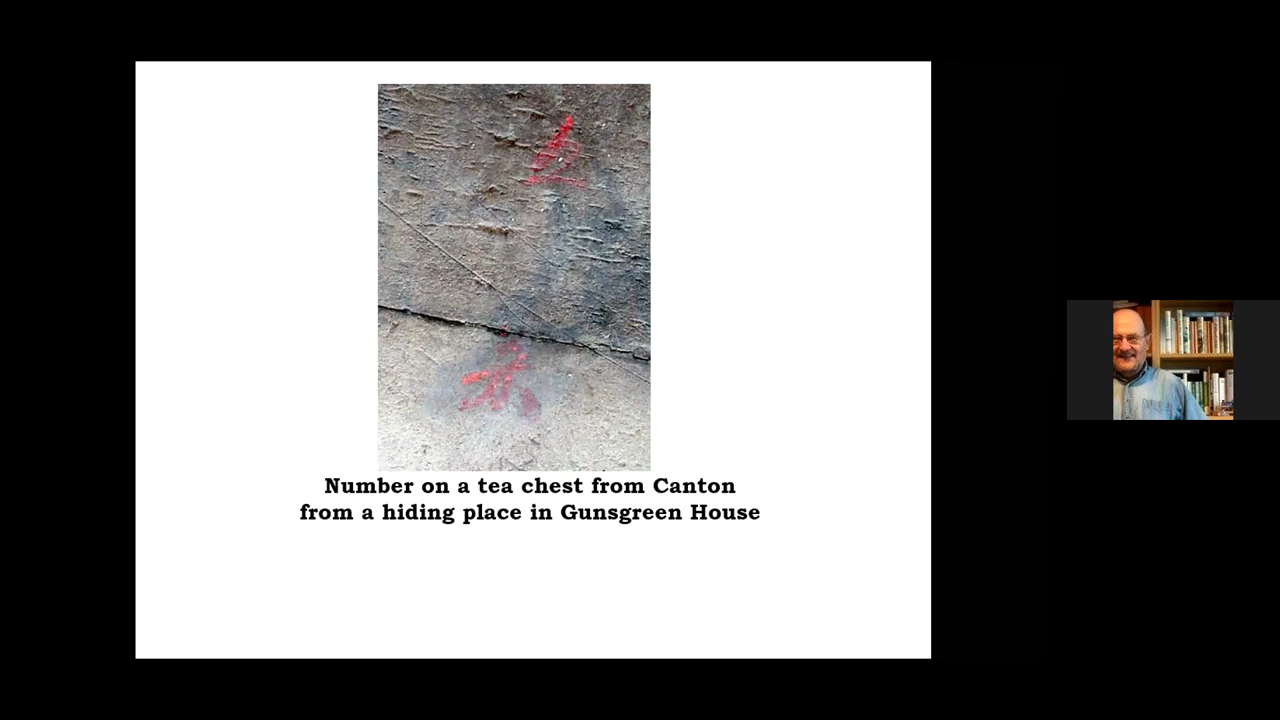 Number on a tea chest from Canton
from a hiding place in Gunsgreen House